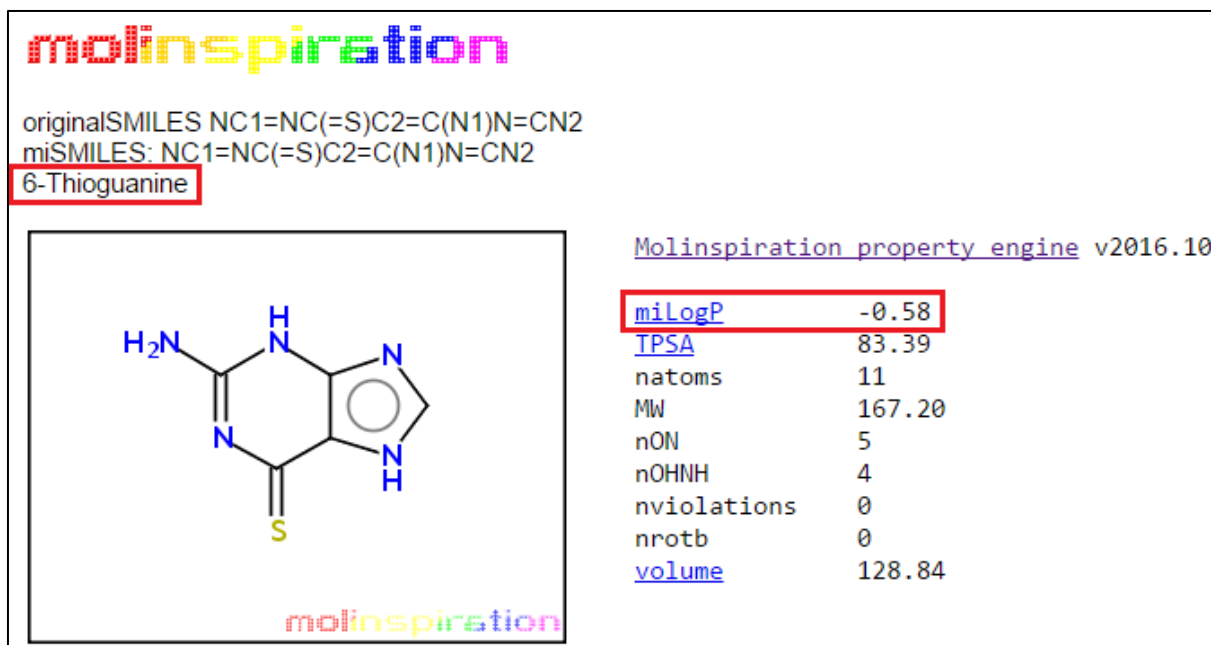 molinspiration
originalSMILES NC1=NC(=S)C2=C(N1)N=CN2
miSMILES: NC1=NC(=S)C2=C(N1)N=CN2
6-Thioguanine
H2N
H
N
N
N
N
H
S
molinspiration
Molinspiration property engine v2016.10
miLogP -0.58
TPSA 83.39
natoms 11
MW 167.20
nON 5
nOHNH 4
nviolations 0
nrotb 0
volume 128.84